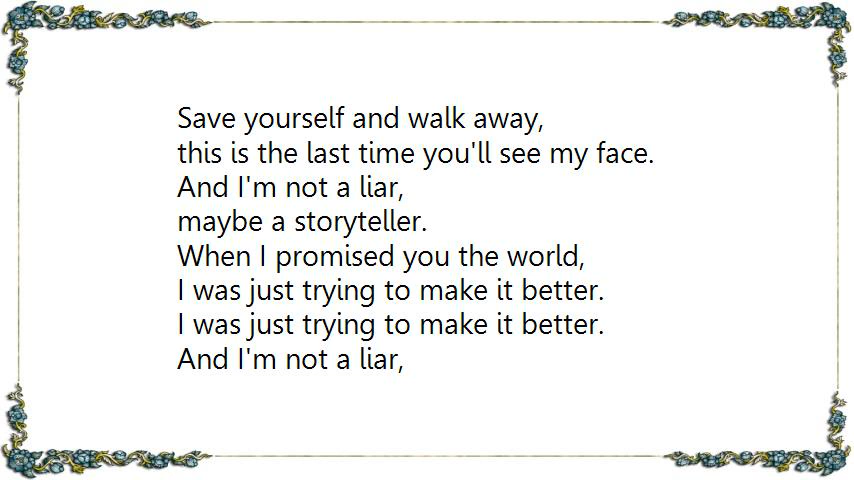 Save yourself and walk away,
this is the last time you'll see my face.
And I'm not a liar,
maybe a storyteller.
When I promised you the world,
I was just trying to make it better.
I was just trying to make it better.
And I'm not a liar,